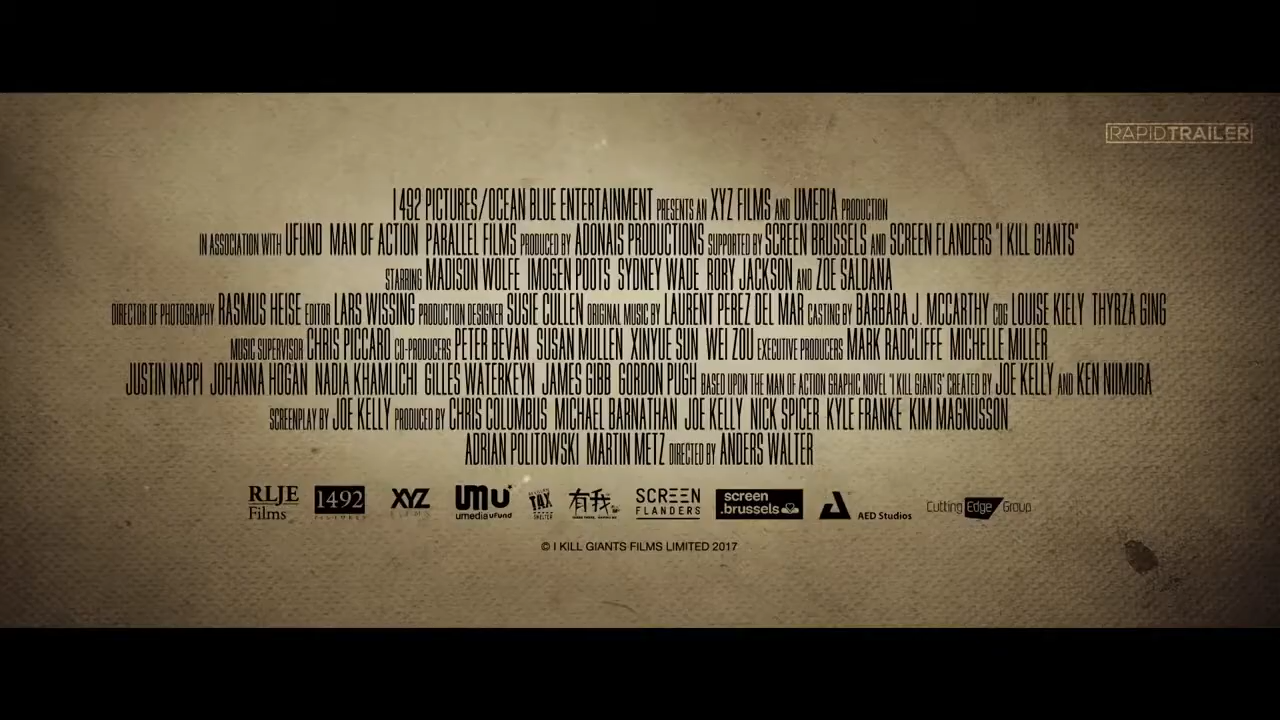 RAPIDTRAILER
1492 PICTURES/OCEAN BLUE ENTERTAINMENT PRESENTS AN XYZ FILMS AND UMEDIA PRODUCTION
IN ASSOCIATION WITH UFUND MAN OF ACTION PARALLEL FILMS PRODUCED BY ADONAIS PRODUCTIONS SUPPORTED BY SCREEN BRUSSELS AND SCREEN FLANDERS "I KILL GIANTS"
STARRING MADISON WOLFE IMOGEN POOTS SYDNEY WADE RORY JACKSON AND ZOE SALDANA
DIRECTOR OF PHOTOGRAPHY RASMUS HEISE EDITOR LARS WISSING PRODUCTION DESIGNER SUSIE CULLEN ORIGINAL MUSIC BY LAURENT PEREZ DEL MAR CASTING BY BARBARA J. MCCARTHY CDG LOUISE KIELY THYRZA GING
MUSIC SUPERVISOR CHRIS PICCARO CO-PRODUCERS PETER BEVAN SUSAN MULLEN XINYUE SUN WEI ZOU EXECUTIVE PRODUCERS MARK RADCLIFFE MICHELLE MILLER
JUSTIN NAPPI JOHANNA HOGAN NADIA KHAMLICHI GILLES WATERKEYN JAMES GIBB GORDON PUGH BASED UPON THE MAN OF ACTION GRAPHIC NOVEL "I KILL GIANTS" CREATED BY JOE KELLY AND KEN NIIMURA
SCREENPLAY BY JOE KELLY PRODUCED BY CHRIS COLUMBUS MICHAEL BARNATHAN JOE KELLY NICK SPICER KYLE FRANKE KIM MAGNUSSON
ADRIAN POLITOWSKI MARTIN METZ DIRECTED BY ANDERS WALTER
RLJE Films 1492 PICTURES XYZ FILMS umu umedia ufund TAX SHELTER 有我 SCREEN FLANDERS screen .brussels AED Studios Cutting Edge Group
© I KILL GIANTS FILMS LIMITED 2017